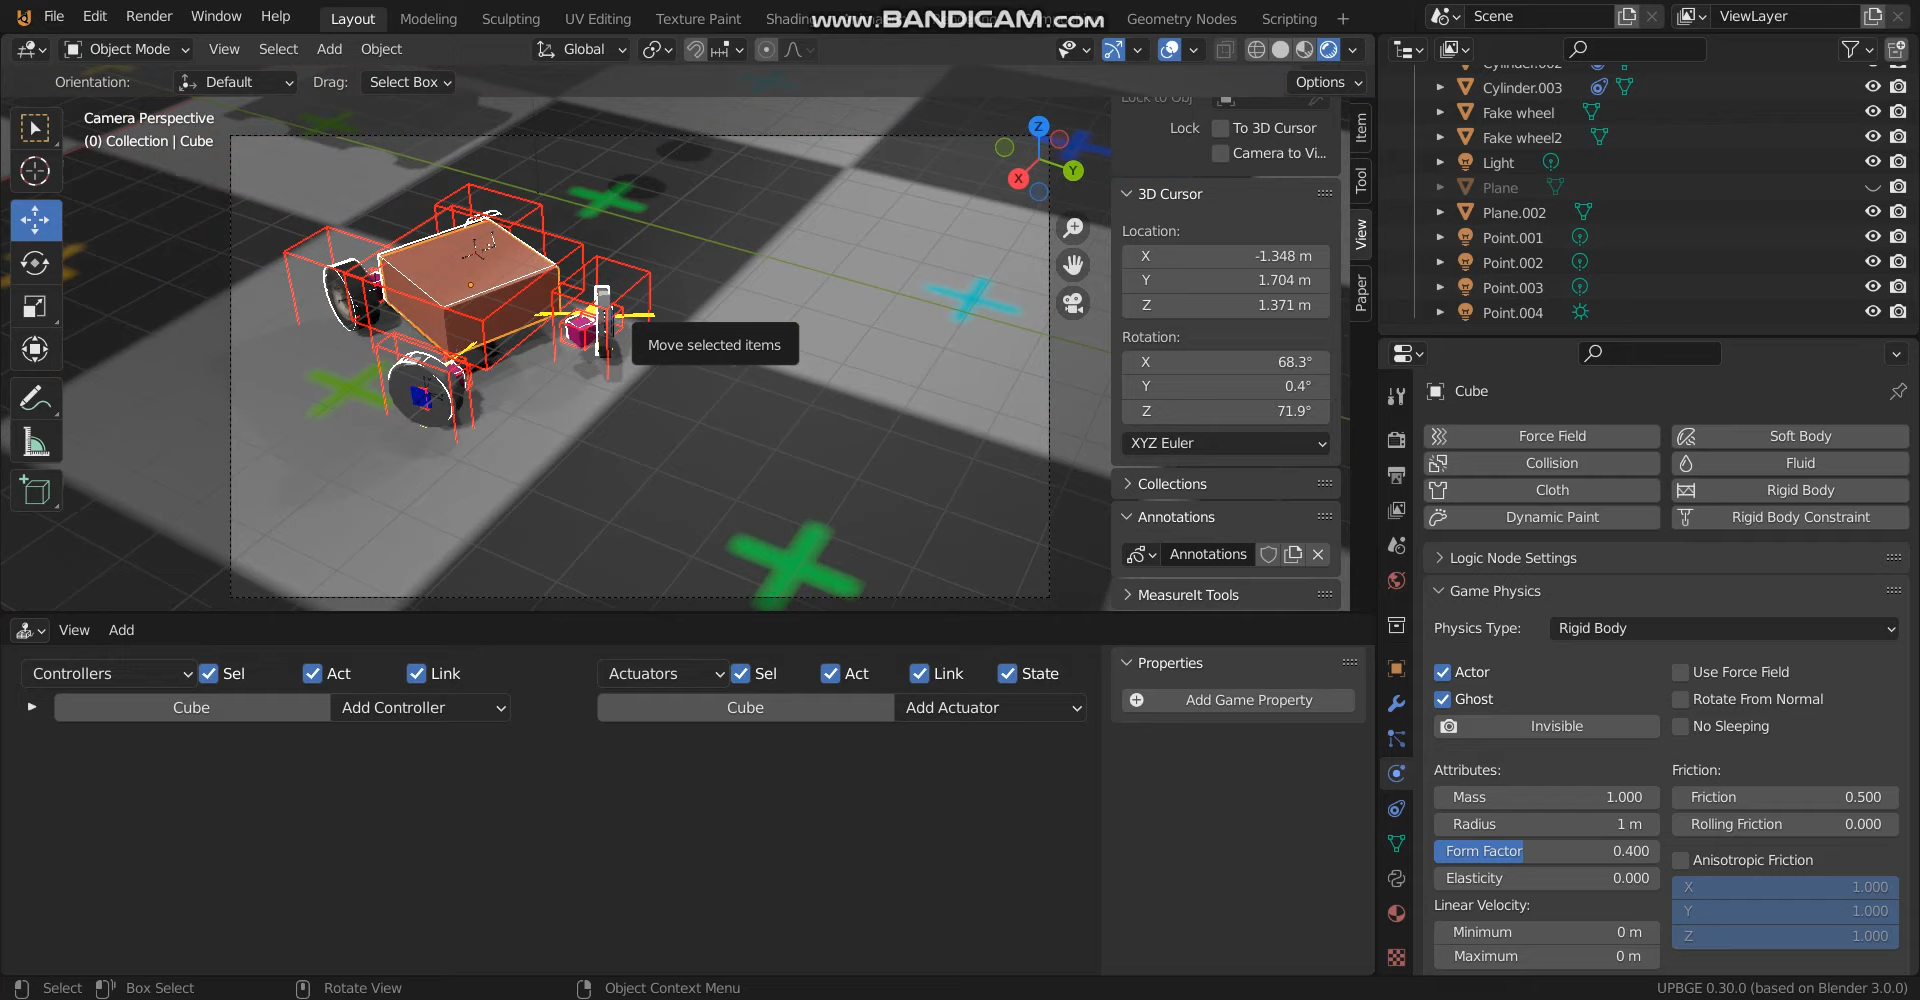 File Edit Render Window Help Layout Modeling Sculpting UV Editing Texture Paint Shading www.BANDICAM.com Geometry Nodes Scripting Scene ViewLayer
Object Mode View Select Add Object Global
Orientation: Default Drag: Select Box Options
Camera Perspective
(0) Collection | Cube
Z
Y
X
Move selected items
Lock to Obj
Lock To 3D Cursor
Camera to Vi...
3D Cursor
Location:
X -1.348 m
Y 1.704 m
Z 1.371 m
Rotation:
X 68.3°
Y 0.4°
Z 71.9°
XYZ Euler
Collections
Annotations
Annotations
MeasureIt Tools
Item
Tool
View
Paper
Cylinder.002
Cylinder.003
Fake wheel
Fake wheel2
Light
Plane
Plane.002
Point.001
Point.002
Point.003
Point.004
Cube
Force Field Soft Body
Collision Fluid
Cloth Rigid Body
Dynamic Paint Rigid Body Constraint
Logic Node Settings
Game Physics
Physics Type: Rigid Body
Actor Use Force Field
Ghost Rotate From Normal
Invisible No Sleeping
Attributes: Friction:
Mass 1.000 Friction 0.500
Radius 1 m Rolling Friction 0.000
Form Factor 0.400 Anisotropic Friction
Elasticity 0.000 X 1.000
Linear Velocity: Y 1.000
Minimum 0 m Z 1.000
Maximum 0 m
View Add
Controllers Sel Act Link Actuators Sel Act Link State
Cube Add Controller Cube Add Actuator
Properties
Add Game Property
Select Box Select Rotate View Object Context Menu UPBGE 0.30.0 (based on Blender 3.0.0)